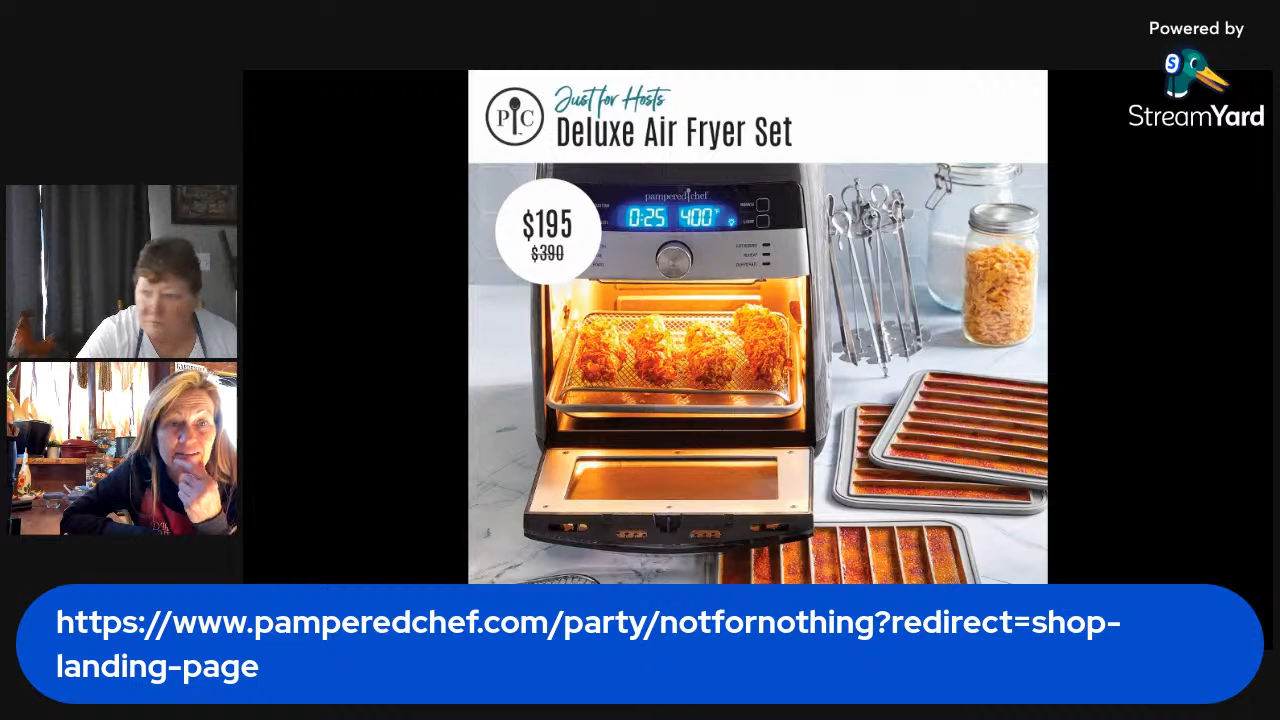 Powered by
S
StreamYard
Just for Hosts
P C
Deluxe Air Fryer Set
$195
$390
pampered chef
0:25 400°F
https://www.pamperedchef.com/party/notfornothing?redirect=shop-
landing-page